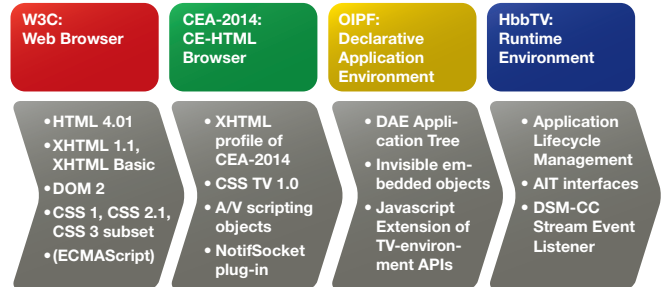 W3C:
Web Browser
CEA-2014:
CE-HTML
Browser
OIPF:
Declarative
Application
Environment
HbbTV:
Runtime
Environment
• HTML 4.01
• XHTML 1.1,
XHTML Basic
• DOM 2
• CSS 1, CSS 2.1,
CSS 3 subset
• (ECMAScript)
• XHTML
profile of
CEA-2014
• CSS TV 1.0
• A/V scripting
objects
• NotifSocket
plug-in
• DAE Appli-
cation Tree
• Invisible em-
bedded objects
• Javascript
Extension of
TV-environ-
ment APIs
• Application
Lifecycle
Management
• AIT interfaces
• DSM-CC
Stream Event
Listener